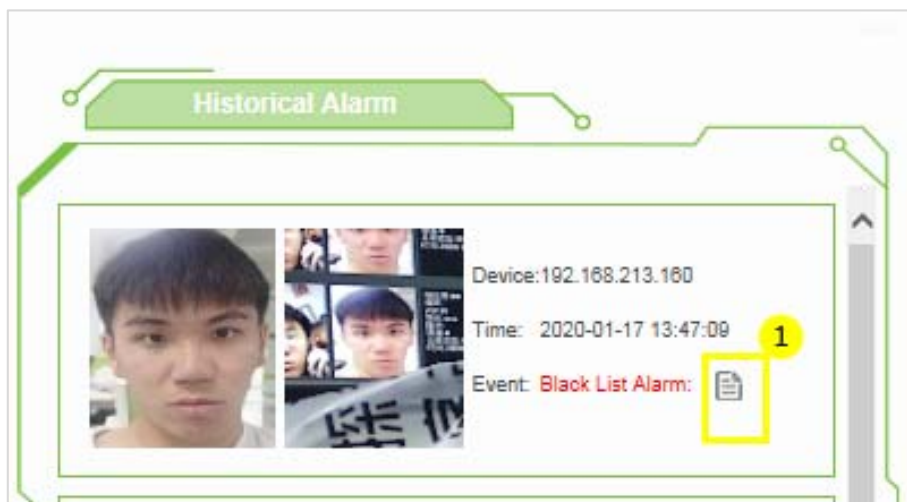 Historical Alarm
Device:192.168.213.160
Time: 2020-01-17 13:47:09
1
Event: Black List Alarm: